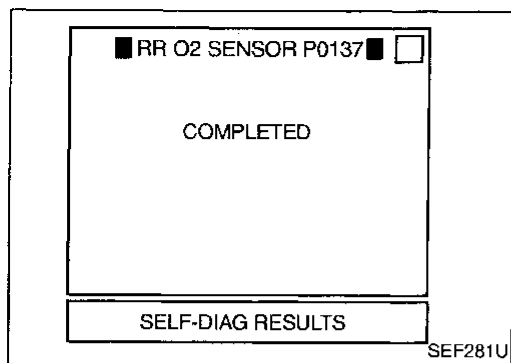 RR O2 SENSOR P0137
COMPLETED
SELF-DIAG RESULTS
SEF281U